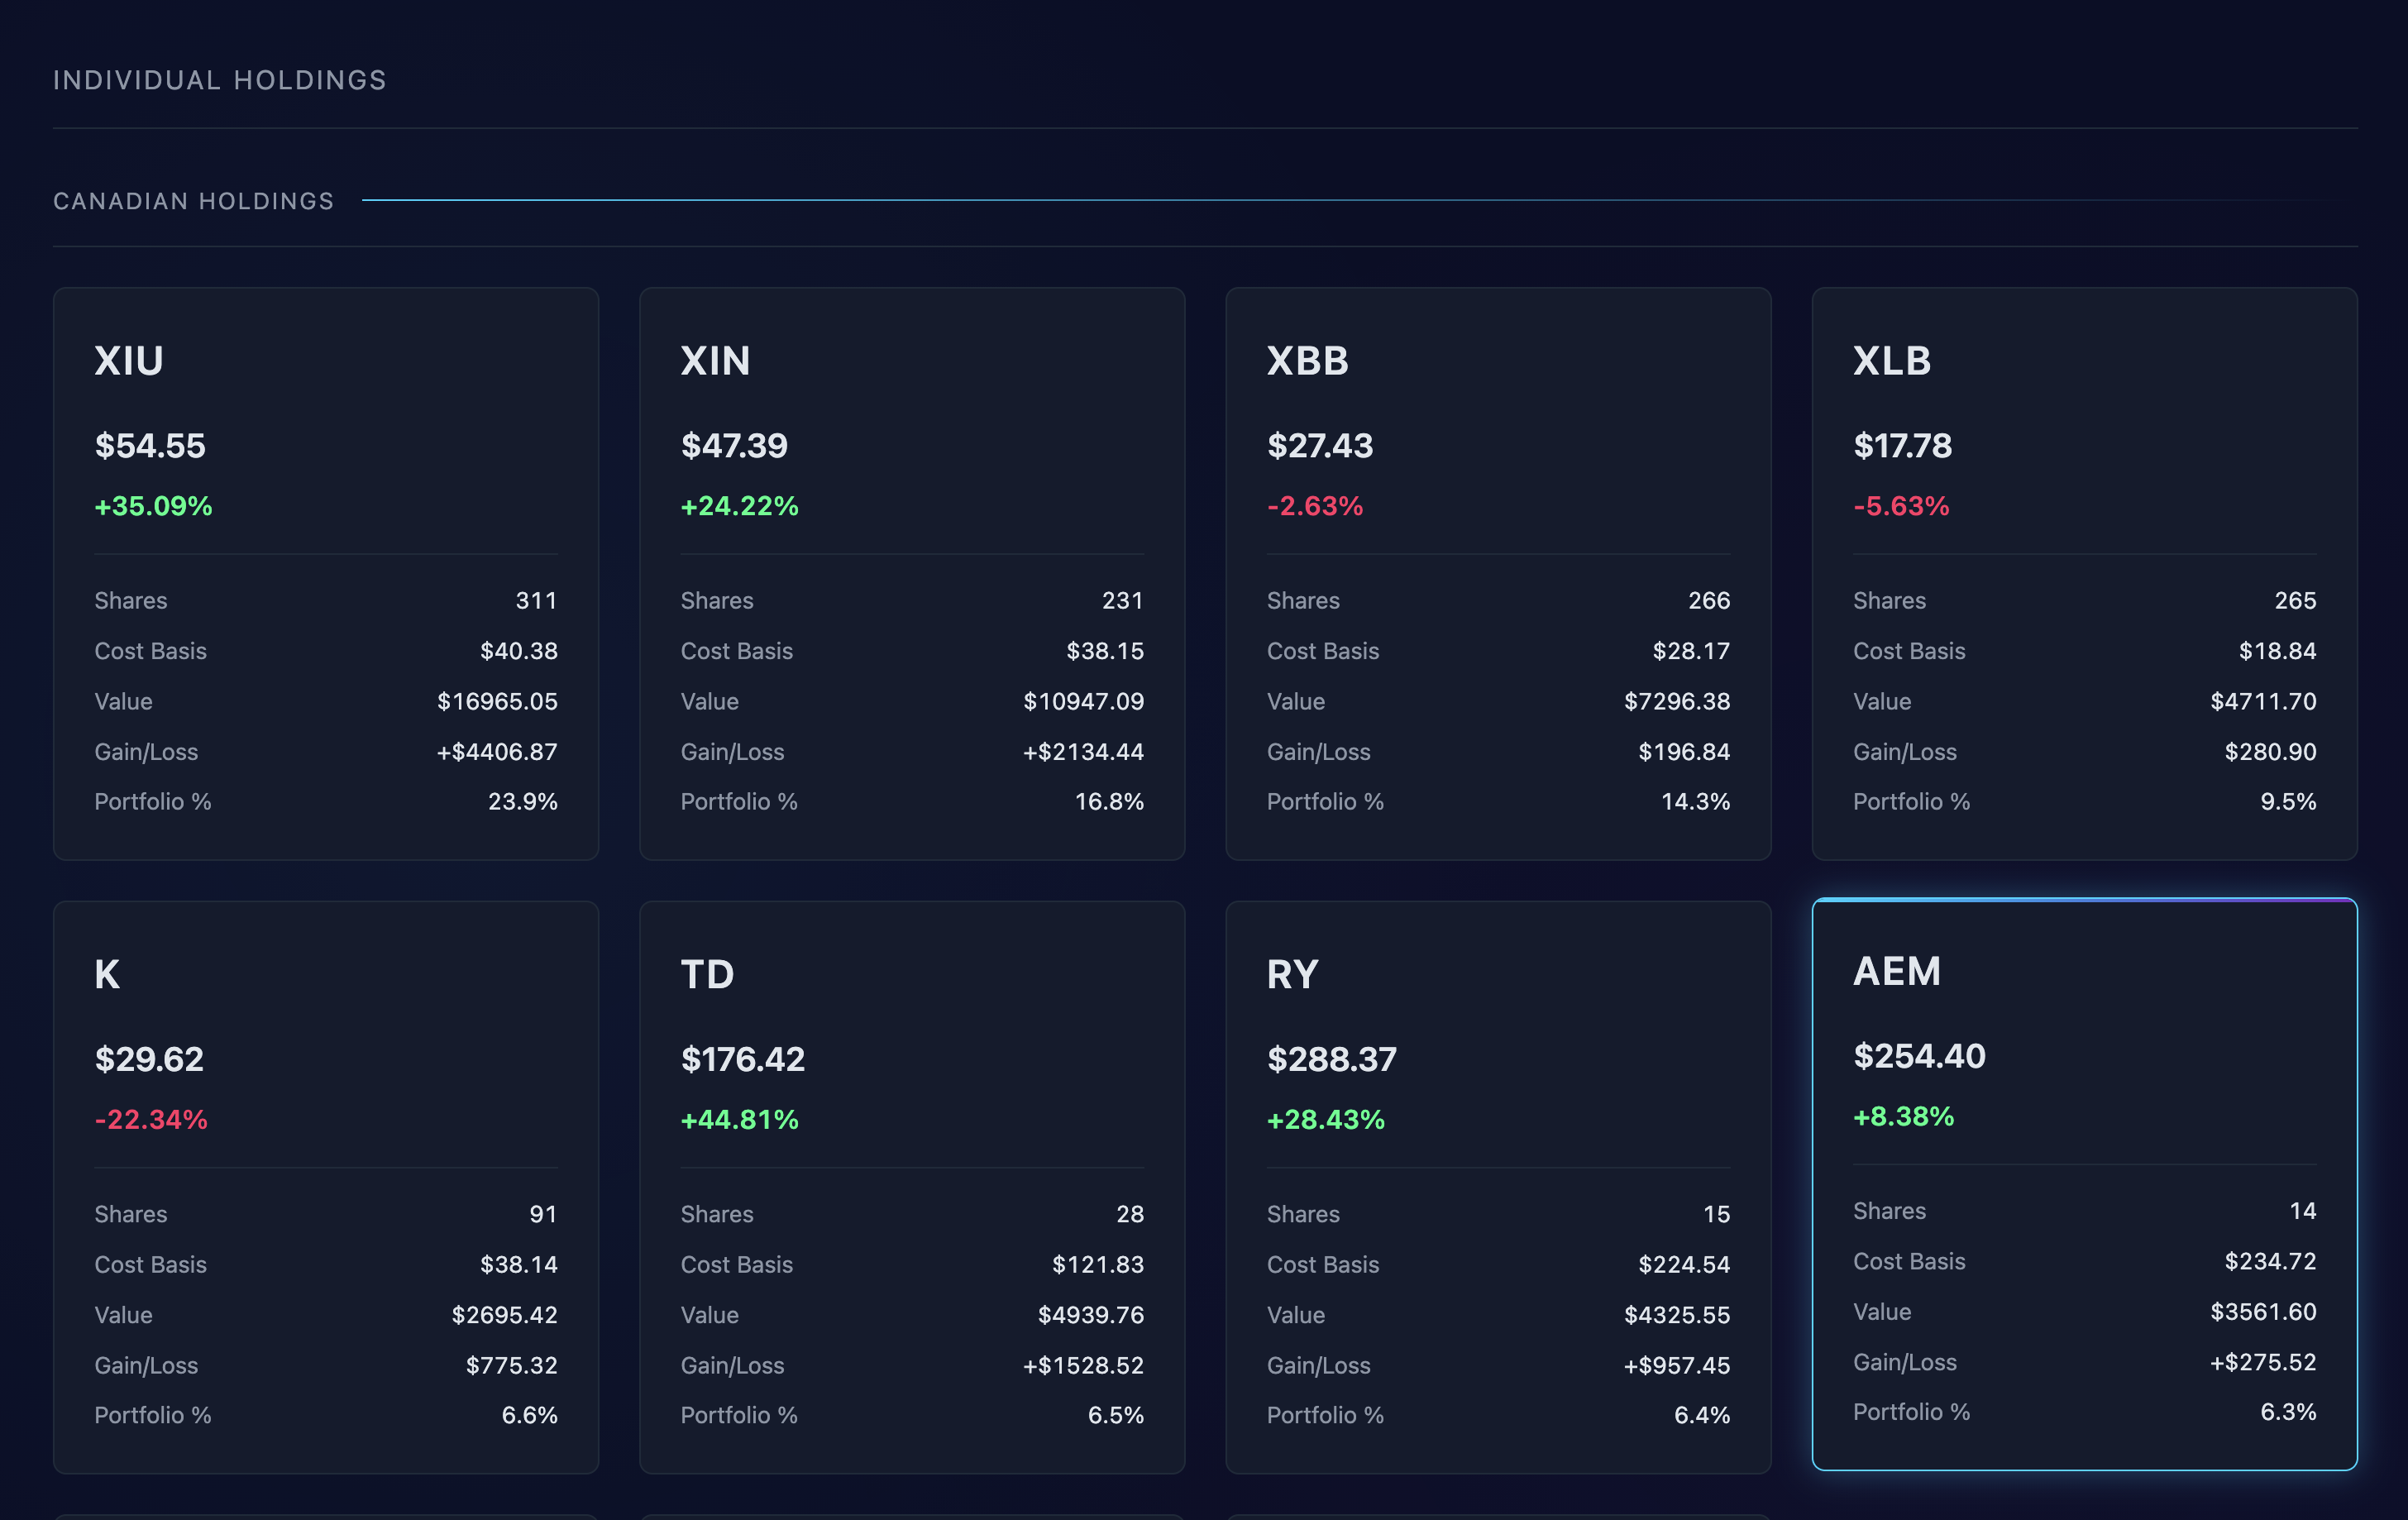 INDIVIDUAL HOLDINGS
CANADIAN HOLDINGS
XIU
$54.55
+35.09%
Shares 311
Cost Basis $40.38
Value $16965.05
Gain/Loss +$4406.87
Portfolio % 23.9%
XIN
$47.39
+24.22%
Shares 231
Cost Basis $38.15
Value $10947.09
Gain/Loss +$2134.44
Portfolio % 16.8%
XBB
$27.43
-2.63%
Shares 266
Cost Basis $28.17
Value $7296.38
Gain/Loss $196.84
Portfolio % 14.3%
XLB
$17.78
-5.63%
Shares 265
Cost Basis $18.84
Value $4711.70
Gain/Loss $280.90
Portfolio % 9.5%
K
$29.62
-22.34%
Shares 91
Cost Basis $38.14
Value $2695.42
Gain/Loss $775.32
Portfolio % 6.6%
TD
$176.42
+44.81%
Shares 28
Cost Basis $121.83
Value $4939.76
Gain/Loss +$1528.52
Portfolio % 6.5%
RY
$288.37
+28.43%
Shares 15
Cost Basis $224.54
Value $4325.55
Gain/Loss +$957.45
Portfolio % 6.4%
AEM
$254.40
+8.38%
Shares 14
Cost Basis $234.72
Value $3561.60
Gain/Loss +$275.52
Portfolio % 6.3%